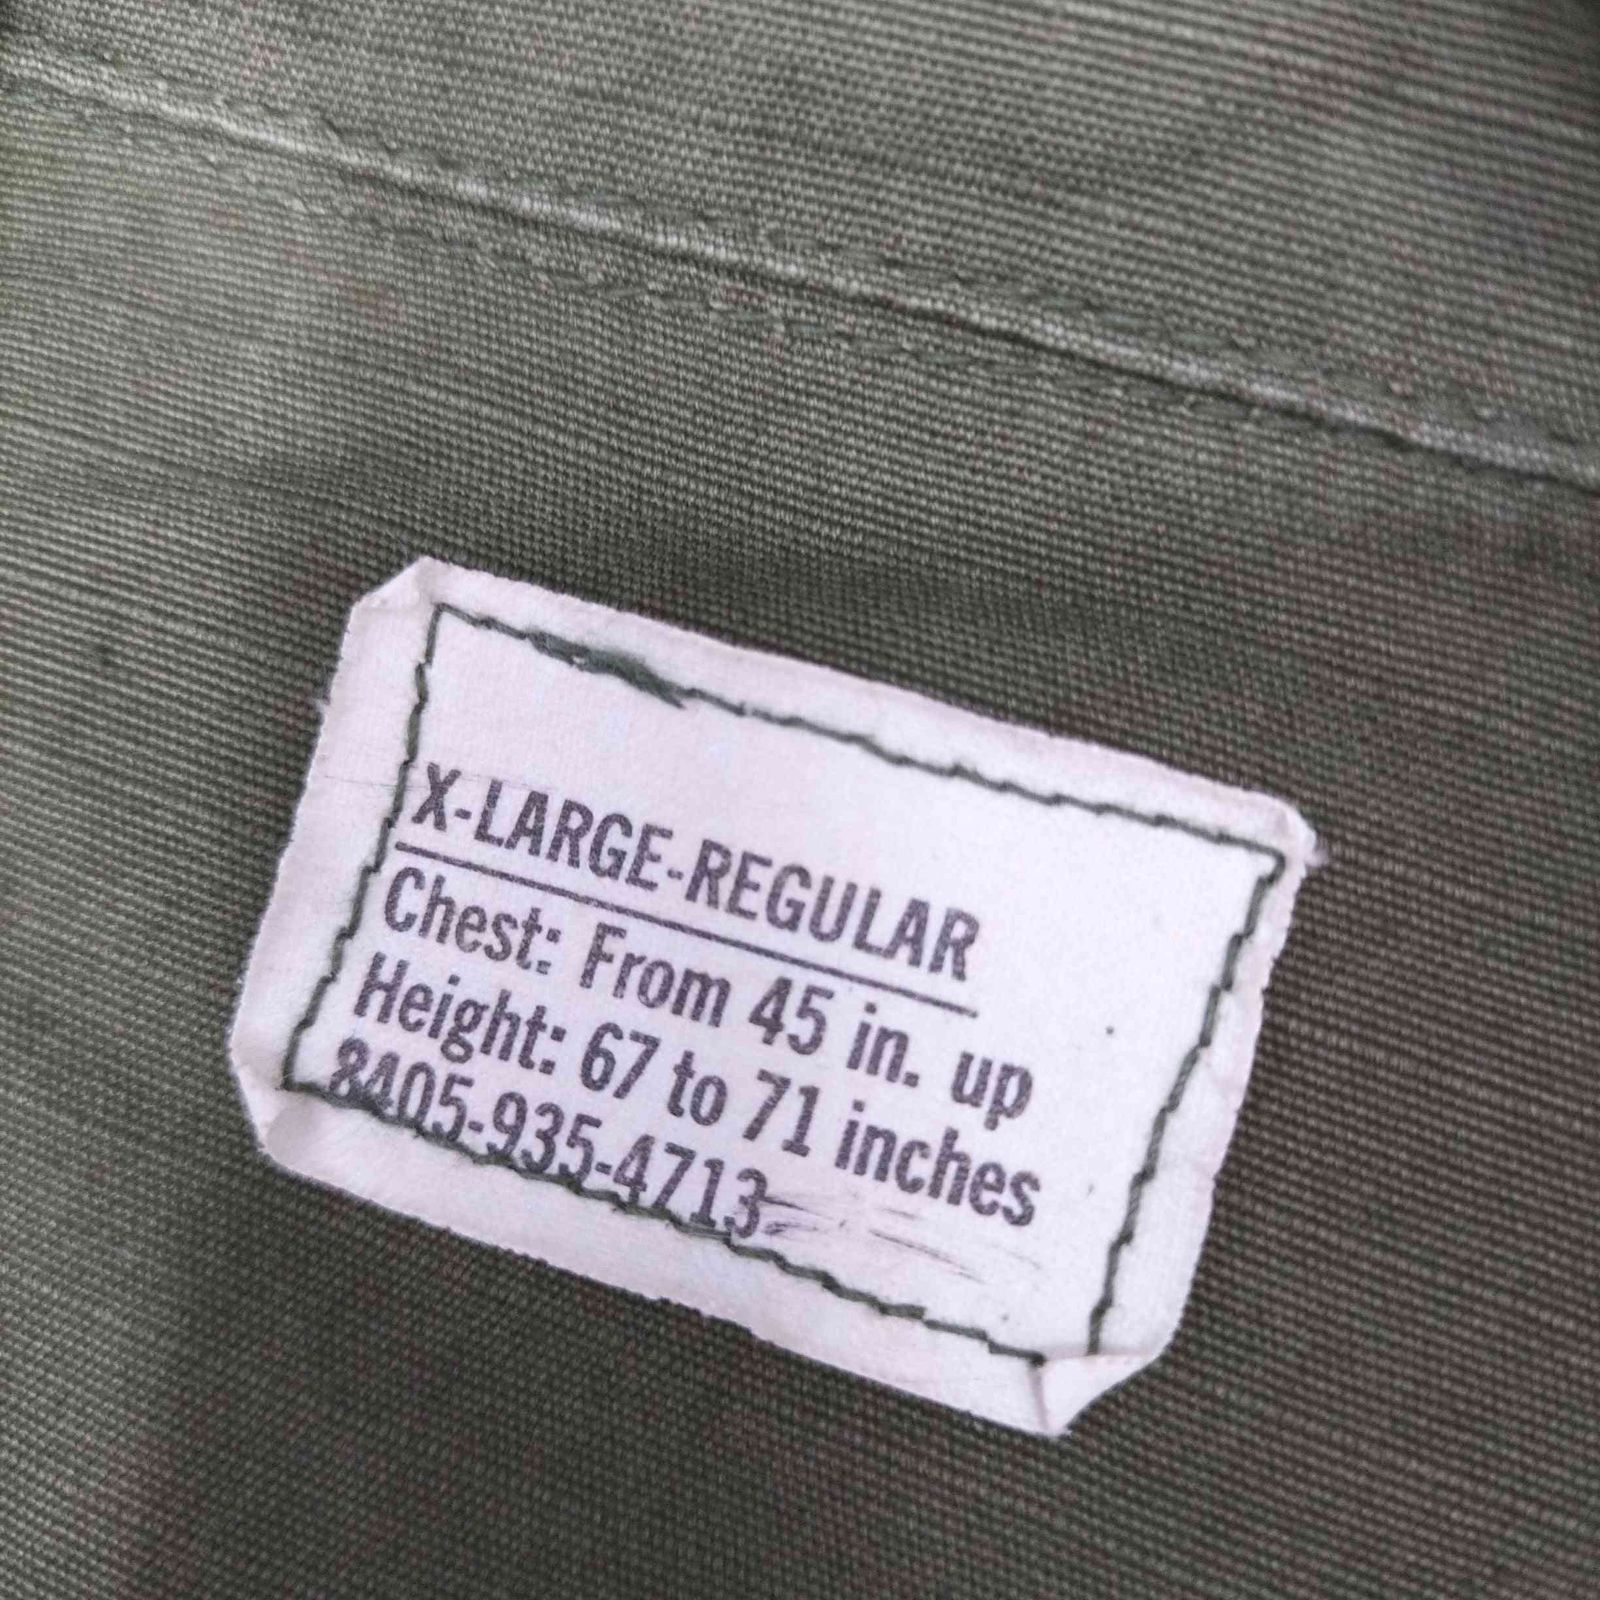 X-LARGE-REGULAR
Chest: From 45 in. up
Height: 67 to 71 inches
8405-935-4713